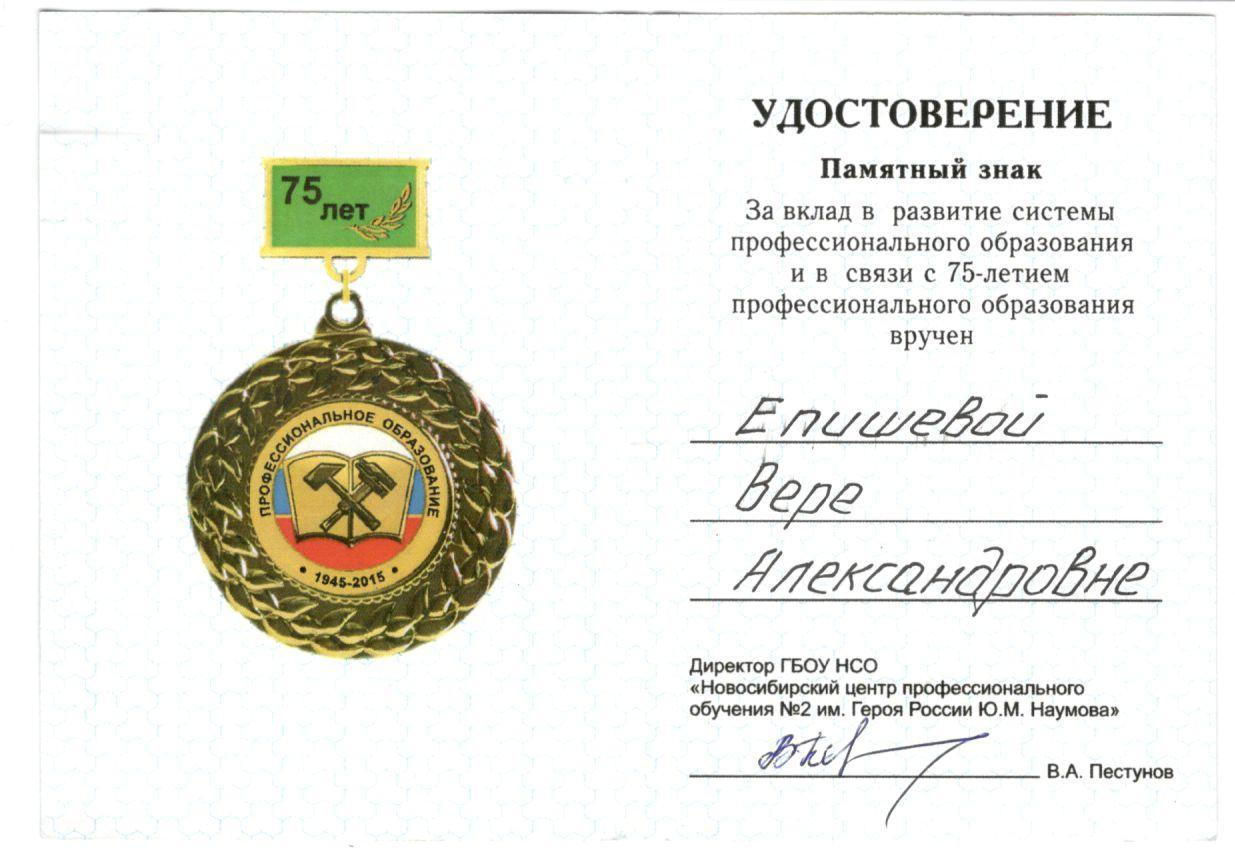 75
лет
ПРОФЕССИОНАЛЬНОЕ ОБРАЗОВАНИЕ
• 1945-2015 •
УДОСТОВЕРЕНИЕ
Памятный знак
За вклад в развитие системы
профессионального образования
и в связи с 75-летием
профессионального образования
вручен
Епишевой
Вере
Александровне
Директор ГБОУ НСО
«Новосибирский центр профессионального
обучения №2 им. Героя России Ю.М. Наумова»
В.А. Пестунов